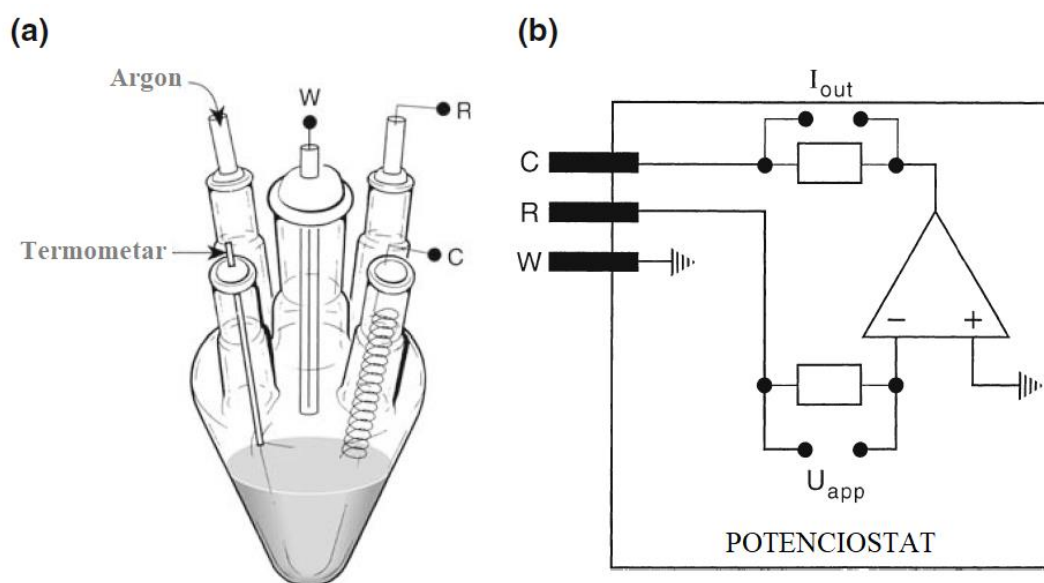 (a)
Argon
W
R
Termometar
C
(b)
I out
C
R
W
− +
U app
POTENCIOSTAT